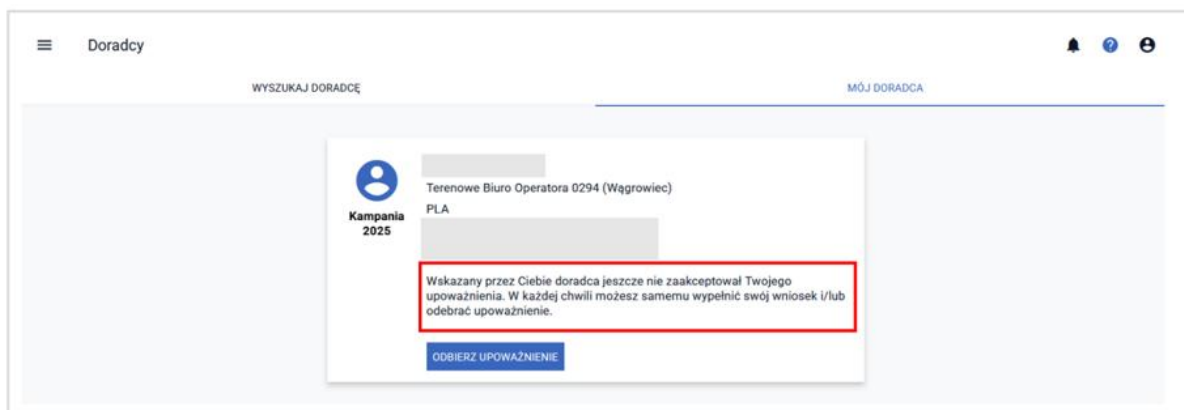 Doradcy
WYSZUKAJ DORADCĘ
MÓJ DORADCA
Kampania
2025
Terenowe Biuro Operatora 0294 (Wągrowiec)
PLA
Wskazany przez Ciebie doradca jeszcze nie zaakceptował Twojego
upoważnienia. W każdej chwili możesz samemu wypełnić swój wniosek i/lub
odebrać upoważnienie.
ODBIERZ UPOWAŻNIENIE